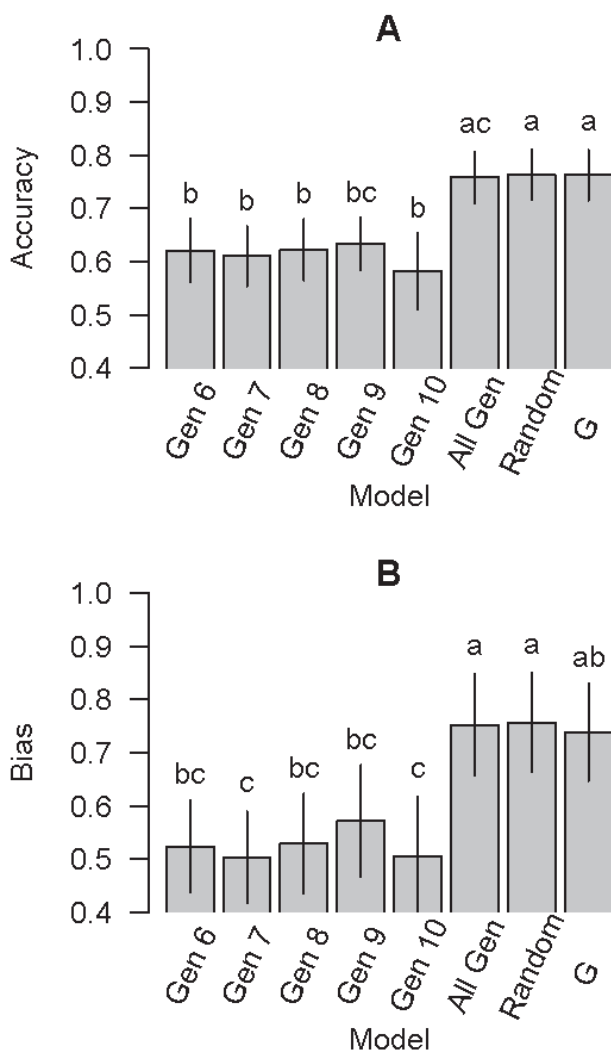 A
1.0
0.9
0.8
0.7
0.6
0.5
0.4
Accuracy
b
b
b
bc
b
ac
a
a
Gen 6
Gen 7
Gen 8
Gen 9
Gen 10
All Gen
Random
G
Model
B
1.0
0.9
0.8
0.7
0.6
0.5
0.4
Bias
bc
c
bc
bc
c
a
a
ab
Gen 6
Gen 7
Gen 8
Gen 9
Gen 10
All Gen
Random
G
Model